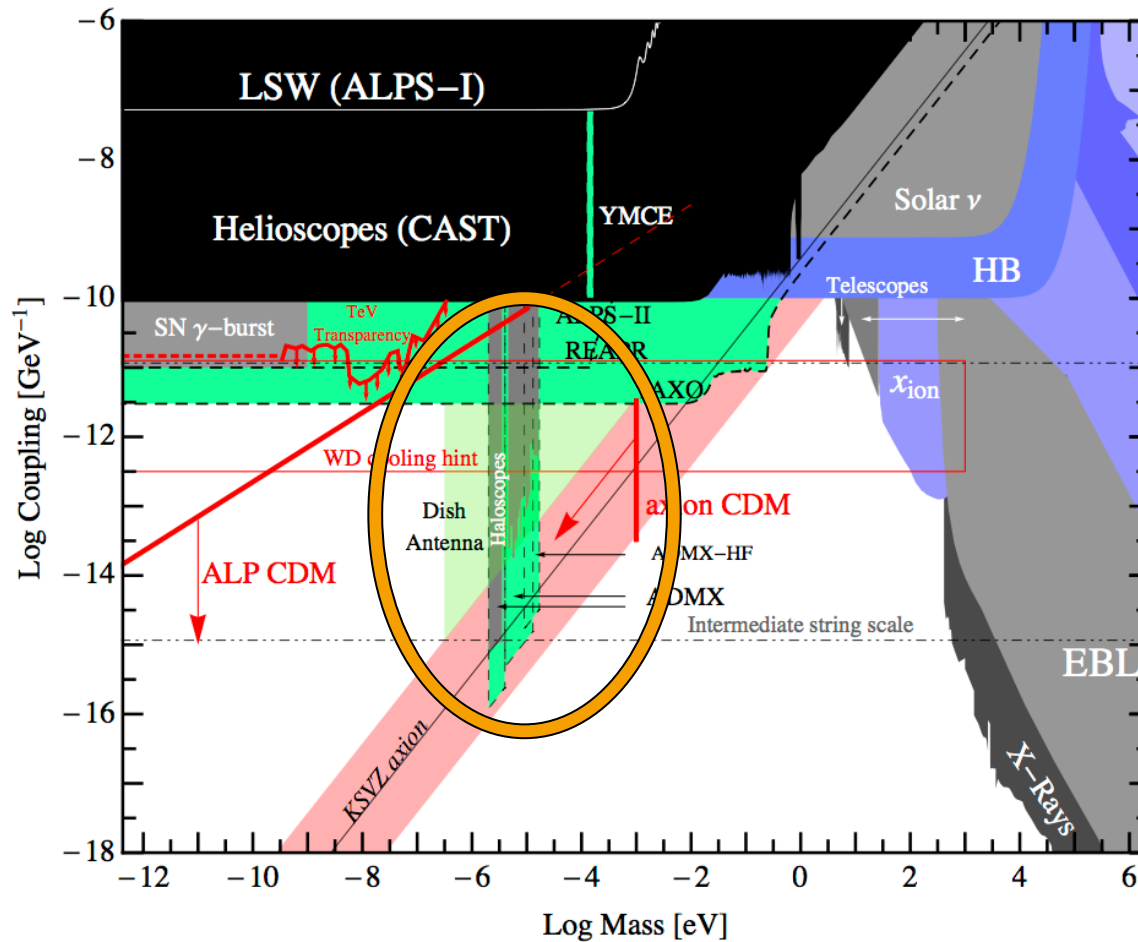 −6
−8
−10
−12
−14
−16
−18
Log Coupling [GeV⁻¹]
LSW (ALPS−I)
YMCE
Helioscopes (CAST)
Solar ν
HB
Telescopes
SN γ−burst
TeV
Transparency
ALPS−II
REAPR
AXO
x_ion
WD cooling hint
Haloscopes
Dish
Antenna
axion CDM
ADMX−HF
ALP CDM
ADMX
Intermediate string scale
EBL
KSVZ axion
X−Rays
−12
−10
−8
−6
−4
−2
0
2
4
6
Log Mass [eV]